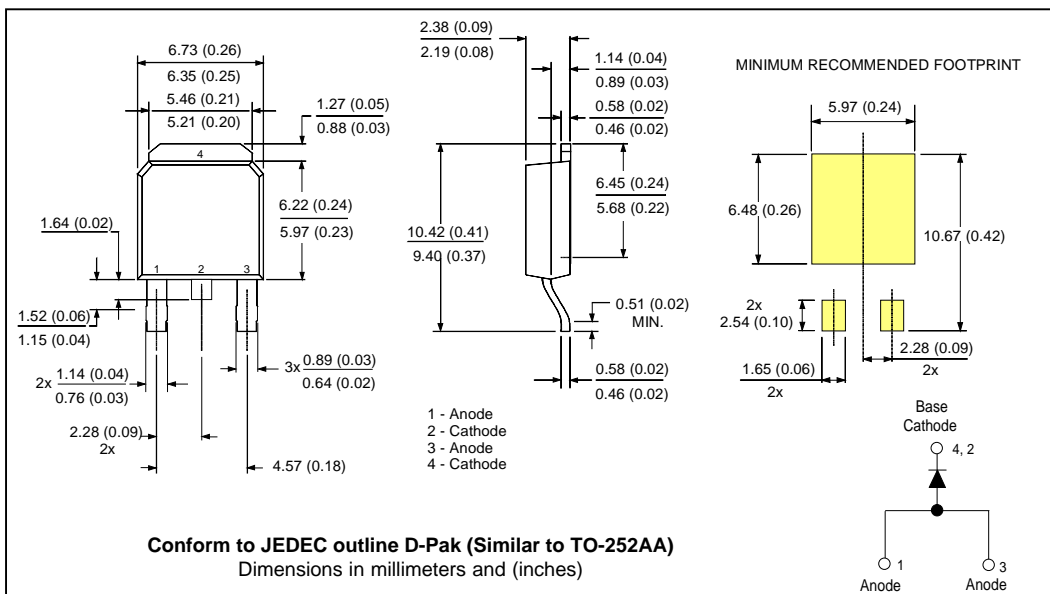 6.73 (0.26)
6.35 (0.25)
5.46 (0.21)
5.21 (0.20)
1.27 (0.05)
0.88 (0.03)
4
6.22 (0.24)
5.97 (0.23)
1.64 (0.02)
1 2 3
1.52 (0.06)
1.15 (0.04)
2x 1.14 (0.04)
0.76 (0.03)
3x 0.89 (0.03)
0.64 (0.02)
2.28 (0.09)
2x
4.57 (0.18)
2.38 (0.09)
2.19 (0.08)
1.14 (0.04)
0.89 (0.03)
0.58 (0.02)
0.46 (0.02)
6.45 (0.24)
5.68 (0.22)
10.42 (0.41)
9.40 (0.37)
0.51 (0.02)
MIN.
0.58 (0.02)
0.46 (0.02)
1 - Anode
2 - Cathode
3 - Anode
4 - Cathode
MINIMUM RECOMMENDED FOOTPRINT
5.97 (0.24)
6.48 (0.26)
10.67 (0.42)
2x
2.54 (0.10)
2.28 (0.09)
2x
1.65 (0.06)
2x
Base
Cathode
4, 2
1
Anode
3
Anode
Conform to JEDEC outline D-Pak (Similar to TO-252AA)
Dimensions in millimeters and (inches)